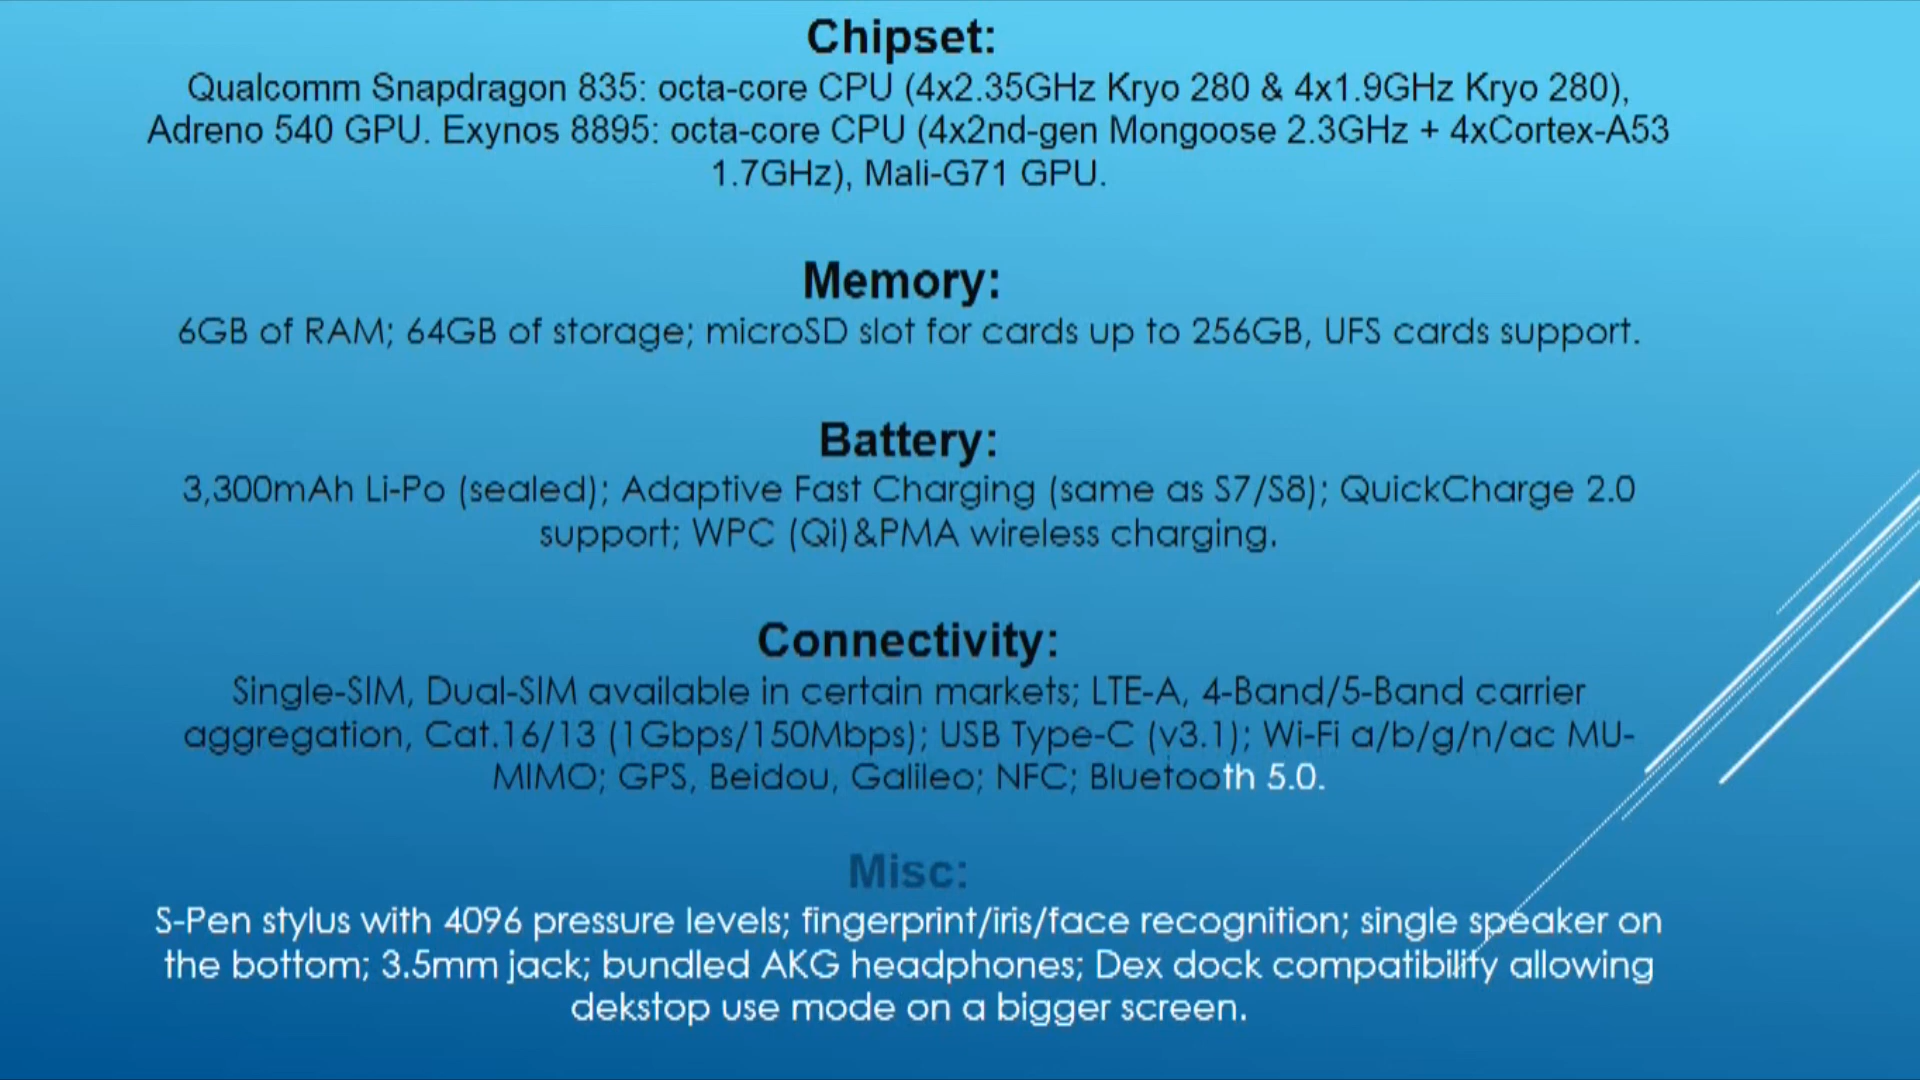 Chipset:
Qualcomm Snapdragon 835: octa-core CPU (4x2.35GHz Kryo 280 & 4x1.9GHz Kryo 280),
Adreno 540 GPU. Exynos 8895: octa-core CPU (4x2nd-gen Mongoose 2.3GHz + 4xCortex-A53
1.7GHz), Mali-G71 GPU.
Memory:
6GB of RAM; 64GB of storage; microSD slot for cards up to 256GB, UFS cards support.
Battery:
3,300mAh Li-Po (sealed); Adaptive Fast Charging (same as S7/S8); QuickCharge 2.0
support; WPC (Qi)&PMA wireless charging.
Connectivity:
Single-SIM, Dual-SIM available in certain markets; LTE-A, 4-Band/5-Band carrier
aggregation, Cat.16/13 (1Gbps/150Mbps); USB Type-C (v3.1); Wi-Fi a/b/g/n/ac MU-
MIMO; GPS, Beidou, Galileo; NFC; Bluetooth 5.0.
Misc:
S-Pen stylus with 4096 pressure levels; fingerprint/iris/face recognition; single speaker on
the bottom; 3.5mm jack; bundled AKG headphones; Dex dock compatibility allowing
dekstop use mode on a bigger screen.